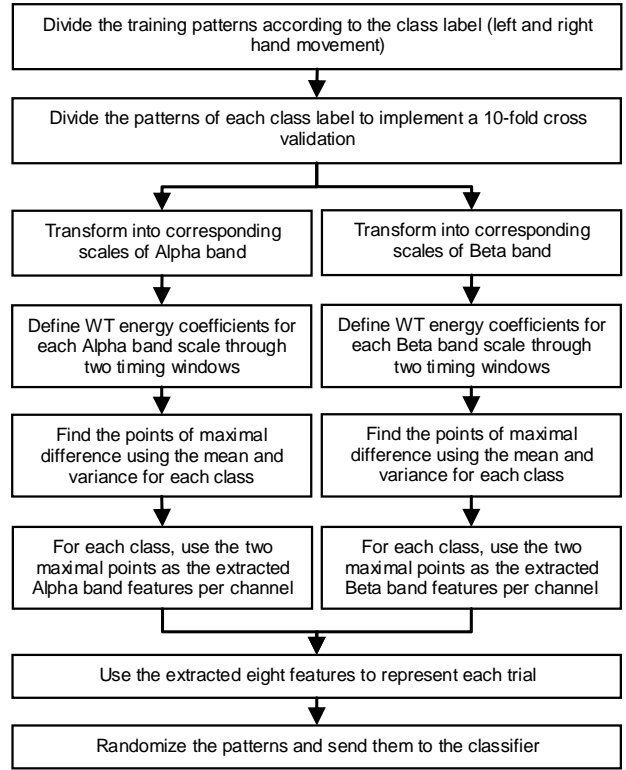 Divide the training patterns according to the class label (left and right
hand movement)
Divide the patterns of each class label to implement a 10-fold cross
validation
Transform into corresponding
scales of Alpha band
Transform into corresponding
scales of Beta band
Define WT energy coefficients for
each Alpha band scale through
two timing windows
Define WT energy coefficients for
each Beta band scale through
two timing windows
Find the points of maximal
difference using the mean and
variance for each class
Find the points of maximal
difference using the mean and
variance for each class
For each class, use the two
maximal points as the extracted
Alpha band features per channel
For each class, use the two
maximal points as the extracted
Beta band features per channel
Use the extracted eight features to represent each trial
Randomize the patterns and send them to the classifier